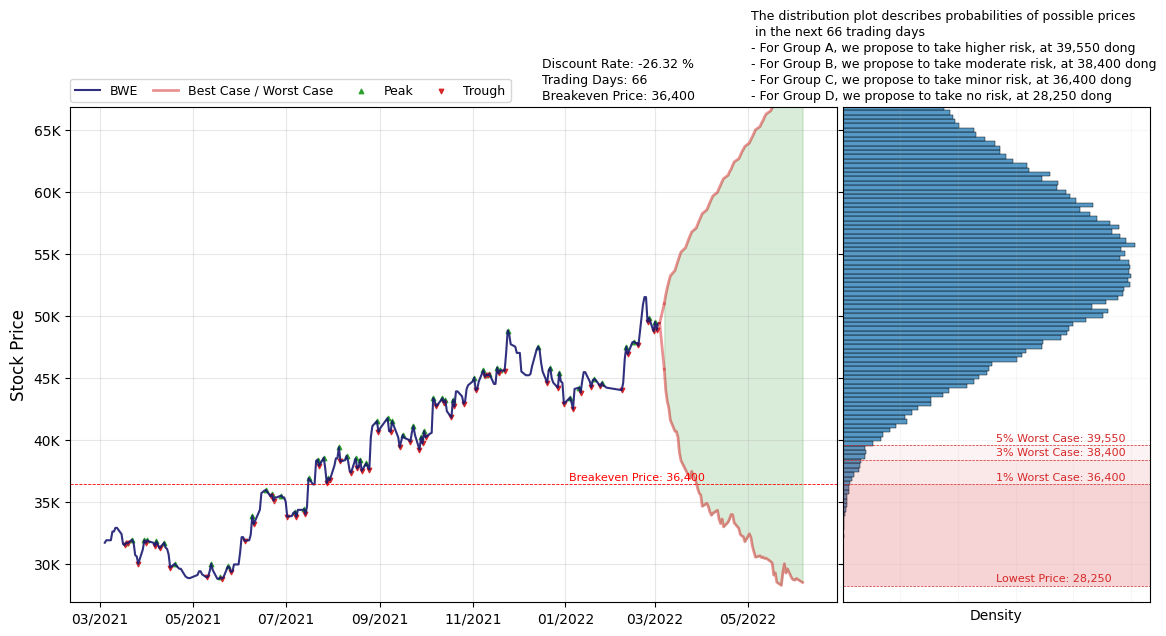 The distribution plot describes probabilities of possible prices
in the next 66 trading days
- For Group A, we propose to take higher risk, at 39,550 dong
- For Group B, we propose to take moderate risk, at 38,400 dong
- For Group C, we propose to take minor risk, at 36,400 dong
- For Group D, we propose to take no risk, at 28,250 dong
Discount Rate: -26.32 %
Trading Days: 66
Breakeven Price: 36,400
BWE
Best Case / Worst Case
Peak
Trough
Stock Price
65K
60K
55K
50K
45K
40K
35K
30K
Breakeven Price: 36,400
5% Worst Case: 39,550
3% Worst Case: 38,400
1% Worst Case: 36,400
Lowest Price: 28,250
03/2021
05/2021
07/2021
09/2021
11/2021
01/2022
03/2022
05/2022
Density